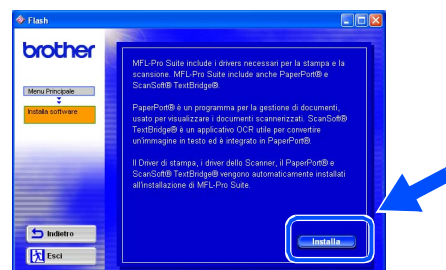 Flash
brother
Menu Principale
Installa software
MFL-Pro Suite include i drivers necessari per la stampa e la
scansione. MFL-Pro Suite include anche PaperPort® e
ScanSoft® TextBridge®.
PaperPort® è un programma per la gestione di documenti,
usato per visualizzare i documenti scannerizzati. ScanSoft®
TextBridge® è un applicativo OCR utile per convertire
un'immagine in testo ed è integrato in PaperPort®.
Il Driver di stampa, i driver dello Scanner, il PaperPort® e
ScanSoft® TextBridge® vengono automaticamente installati
all'installazione di MFL-Pro Suite.
Installa
Indietro
Esci